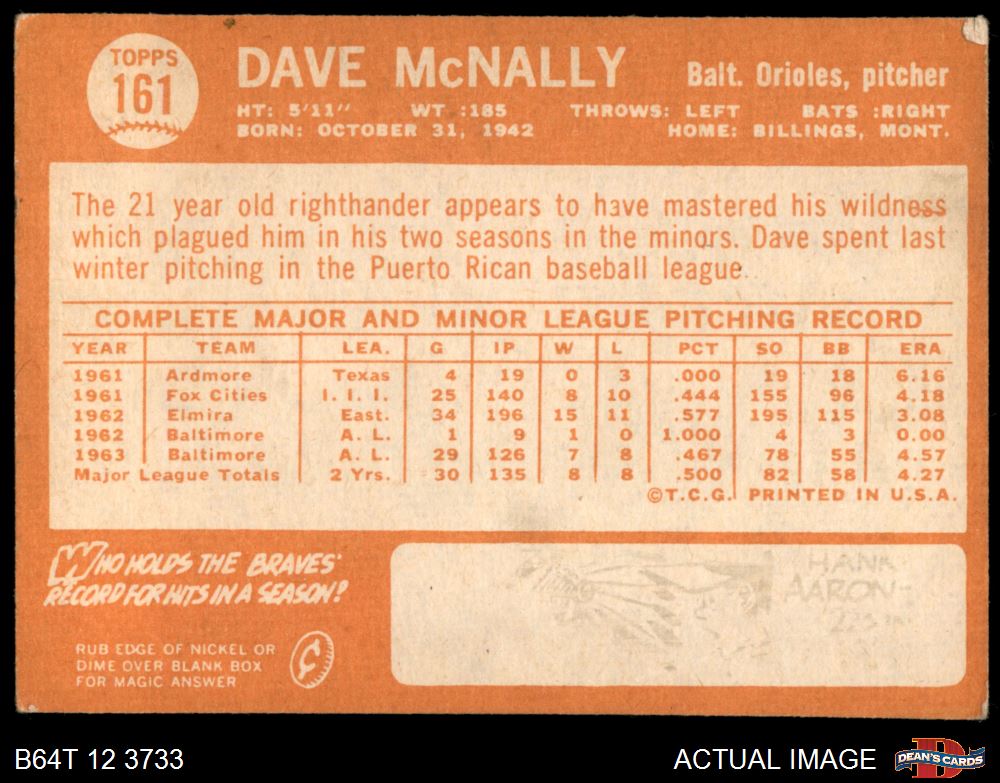 TOPPS
161
DAVE McNALLY
Balt. Orioles, pitcher
HT: 5'11" WT.:185 THROWS: LEFT BATS :RIGHT
BORN: OCTOBER 31, 1942 HOME: BILLINGS, MONT.
The 21 year old righthander appears to have mastered his wildness
which plagued him in his two seasons in the minors. Dave spent last
winter pitching in the Puerto Rican baseball league.
COMPLETE MAJOR AND MINOR LEAGUE PITCHING RECORD
YEAR TEAM LEA. G IP W L PCT SO BB ERA
1961 Ardmore Texas 4 19 0 3 .000 19 18 6.16
1961 Fox Cities I. I. I. 25 140 8 10 .444 155 96 4.18
1962 Elmira East. 34 196 15 11 .577 195 115 3.08
1962 Baltimore A. L. 1 9 1 0 1.000 4 3 0.00
1963 Baltimore A. L. 29 126 7 8 .467 78 55 4.57
Major League Totals 2 Yrs. 30 135 8 8 .500 82 58 4.27
©T.C.G. PRINTED IN U.S.A.
WHO HOLDS THE BRAVES'
RECORD FOR HITS IN A SEASON?
RUB EDGE OF NICKEL OR
DIME OVER BLANK BOX
FOR MAGIC ANSWER
HANK
AARON-
B64T 12 3733
ACTUAL IMAGE
DEAN'S CARDS